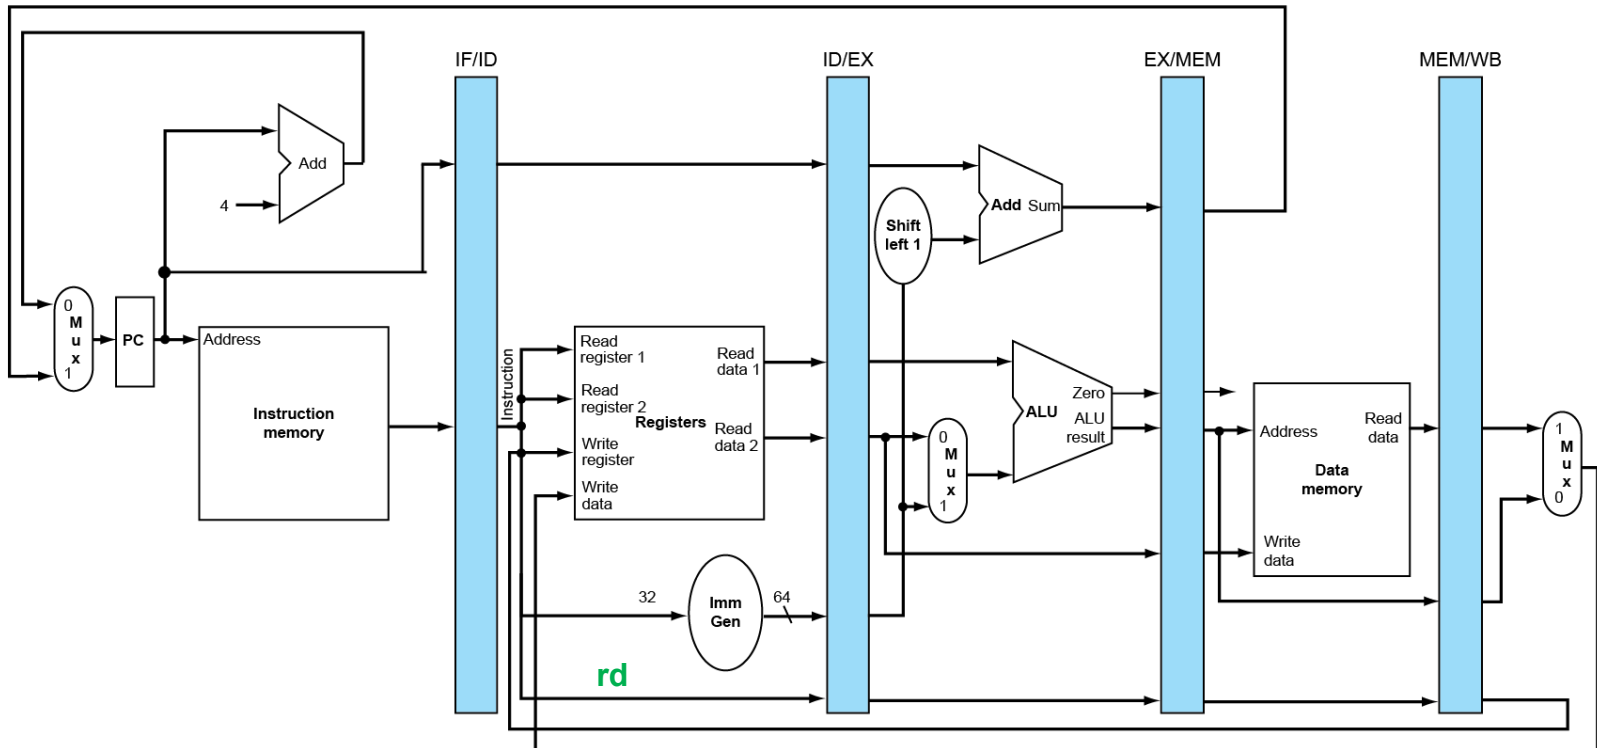 IF/ID
ID/EX
EX/MEM
MEM/WB
Add
4
Shift
left 1
Add Sum
0
M
u
x
1
PC
Address
Instruction
memory
Instruction
Read
register 1
Read
register 2
Write
register
Write
data
Registers
Read
data 1
Read
data 2
0
M
u
x
1
Zero
ALU
ALU
result
Address
Read
data
Data
memory
Write
data
1
M
u
x
0
32
Imm
Gen
64
rd